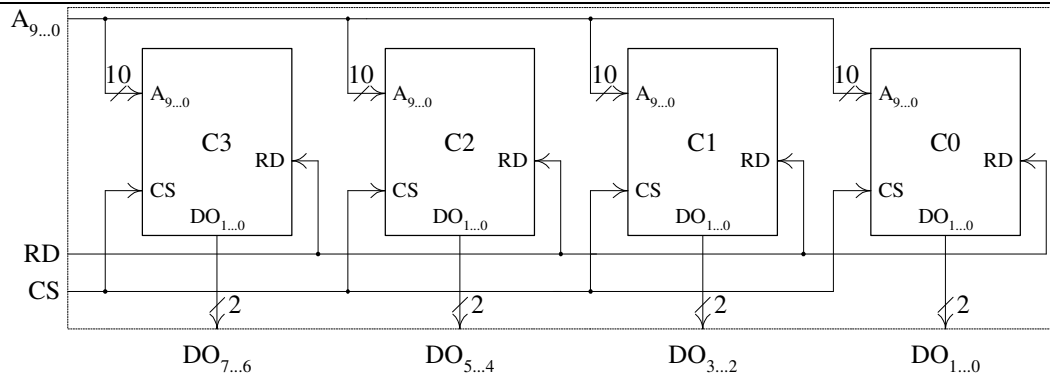 A9...0
10 10 10 10
A9...0 A9...0 A9...0 A9...0
C3 C2 C1 C0
RD RD RD RD
CS CS CS CS
DO1...0 DO1...0 DO1...0 DO1...0
RD
CS
2 2 2 2
DO7...6 DO5...4 DO3...2 DO1...0